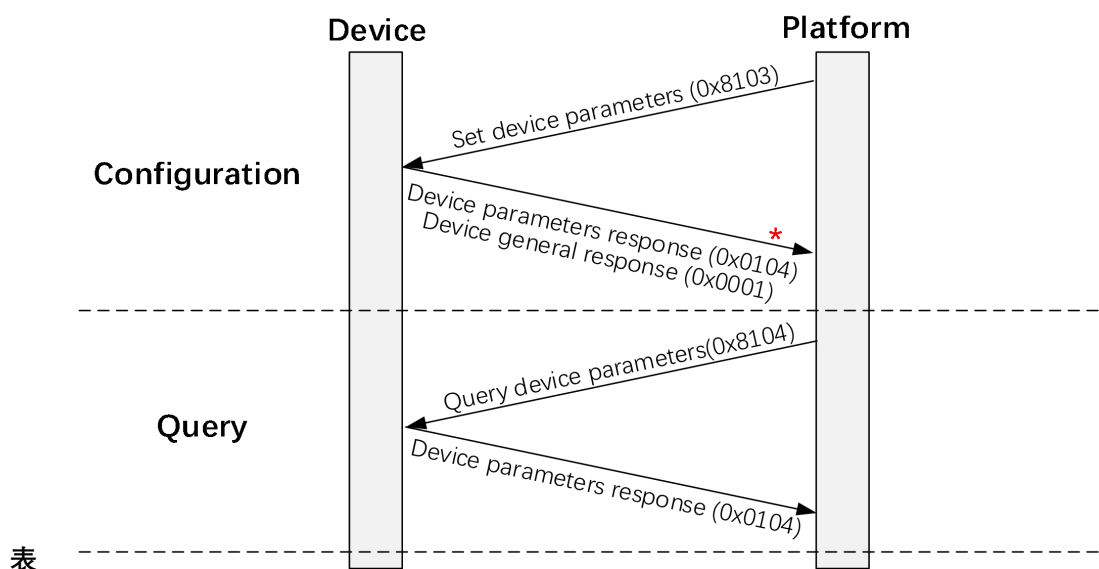 Device
Platform
Set device parameters (0x8103)
Configuration
Device parameters response (0x0104)
*
Device general response (0x0001)
Query device parameters(0x8104)
Query
Device parameters response (0x0104)
表